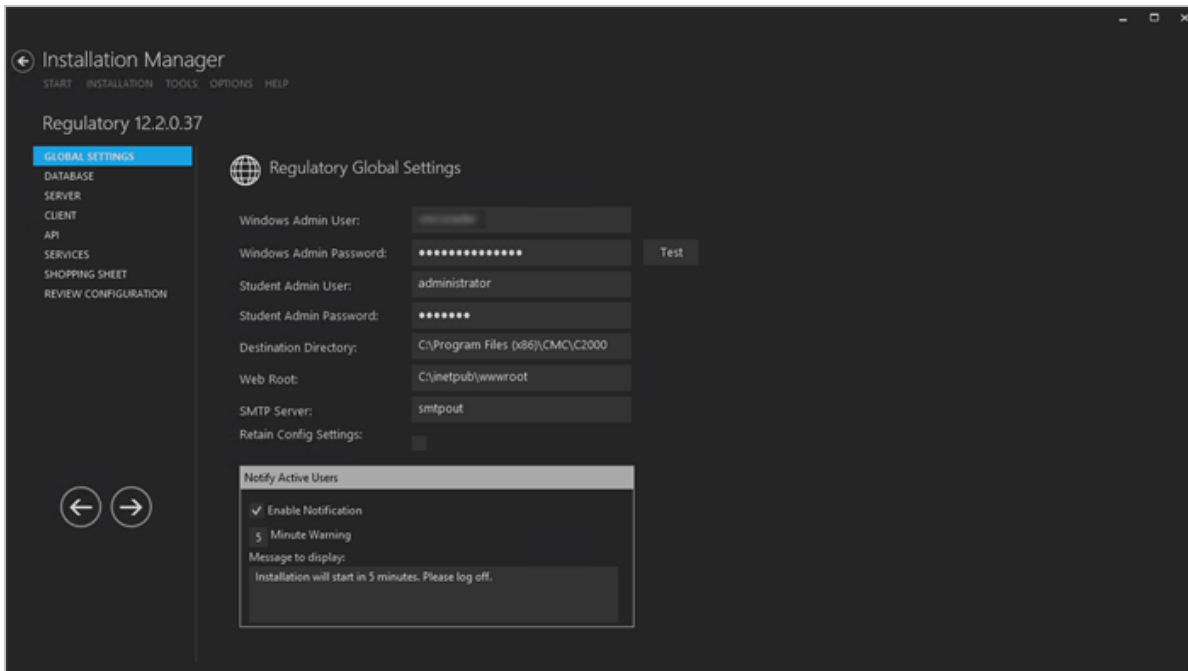 Installation Manager
START INSTALLATION TOOLS OPTIONS HELP
Regulatory 12.2.0.37
GLOBAL SETTINGS
DATABASE
SERVER
CLIENT
API
SERVICES
SHOPPING SHEET
REVIEW CONFIGURATION
Regulatory Global Settings
Windows Admin User:
Windows Admin Password: ●●●●●●●●●●●●●● Test
Student Admin User: administrator
Student Admin Password: ●●●●●●●
Destination Directory: C:\Program Files (x86)\CMC\C2000
Web Root: C:\inetpub\wwwroot
SMTP Server: smtpout
Retain Config Settings:
Notify Active Users
Enable Notification
5 Minute Warning
Message to display:
Installation will start in 5 minutes. Please log off.